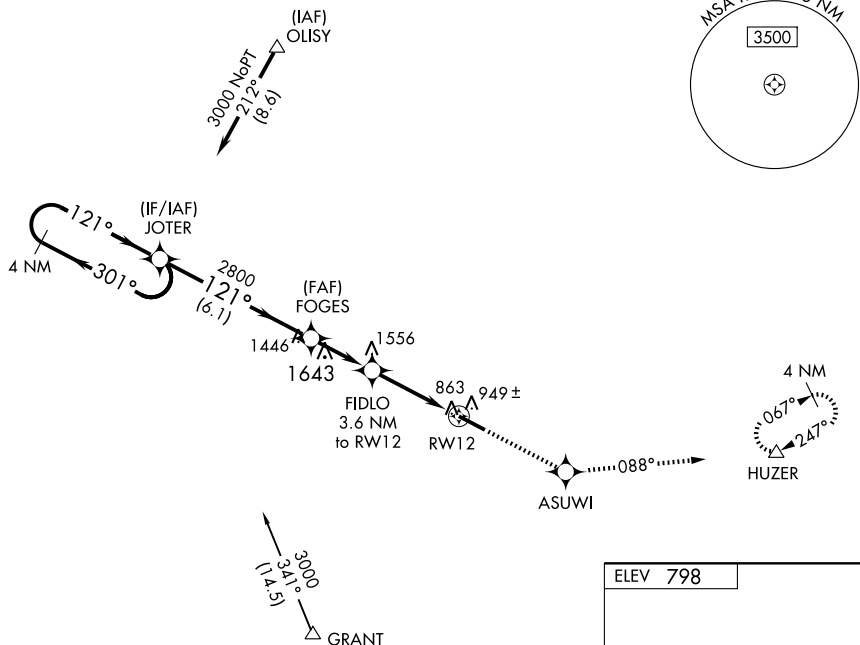 (IAF)
OLISY
MSA
NM
3500
3000 NoPT
212°
(8.6)
(IF/IAF)
JOTER
121°
4 NM
301°
2800
121°
(6.1)
(FAF)
FOGES
1446
1643
1556
FIDLO
3.6 NM
to RW12
863
949±
RW12
4 NM
067°
247°
HUZER
088°
ASUWI
3000
341°
(14.5)
GRANT
ELEV 798